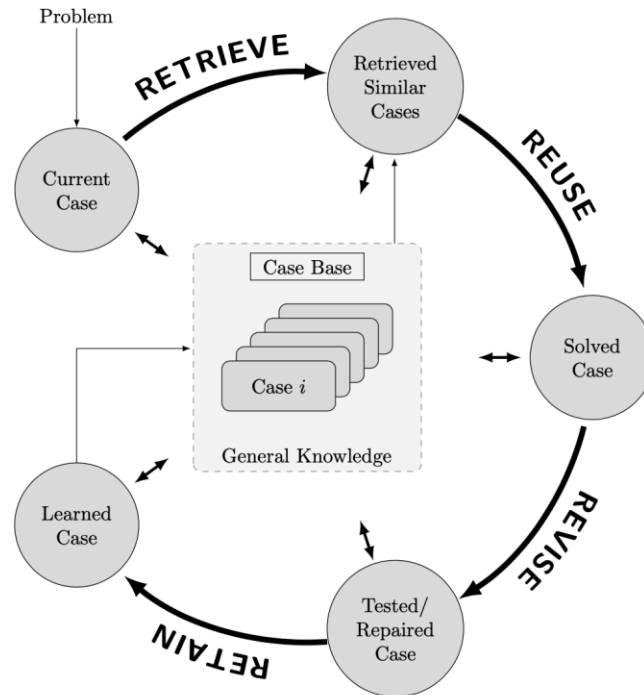 Problem
RETRIEVE
Retrieved
Similar
Cases
REUSE
Current
Case
Case Base
Case i
General Knowledge
Solved
Case
REVISE
Learned
Case
Tested/
Repaired
Case
RETAIN